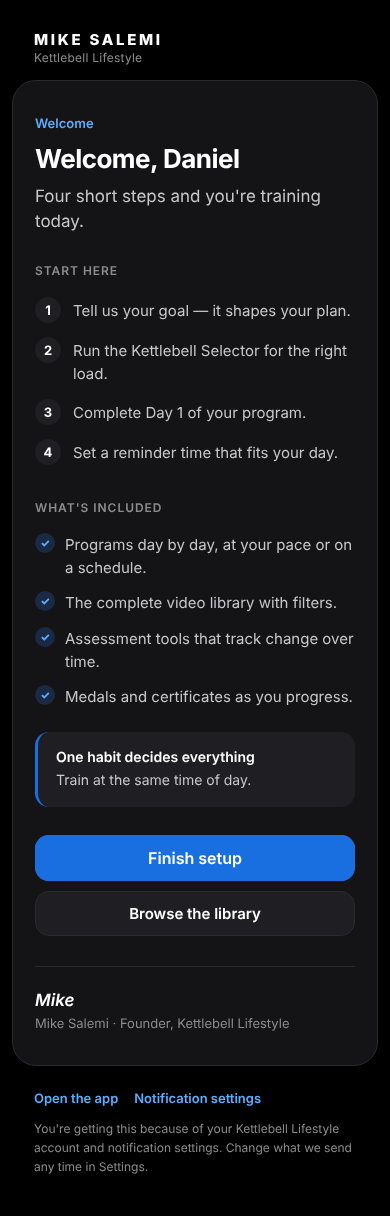 MIKE SALEMI
Kettlebell Lifestyle
Welcome
Welcome, Daniel
Four short steps and you're training
today.
START HERE
1 Tell us your goal — it shapes your plan.
2 Run the Kettlebell Selector for the right
load.
3 Complete Day 1 of your program.
4 Set a reminder time that fits your day.
WHAT'S INCLUDED
Programs day by day, at your pace or on
a schedule.
The complete video library with filters.
Assessment tools that track change over
time.
Medals and certificates as you progress.
One habit decides everything
Train at the same time of day.
Finish setup
Browse the library
Mike
Mike Salemi · Founder, Kettlebell Lifestyle
Open the app Notification settings
You're getting this because of your Kettlebell Lifestyle
account and notification settings. Change what we send
any time in Settings.